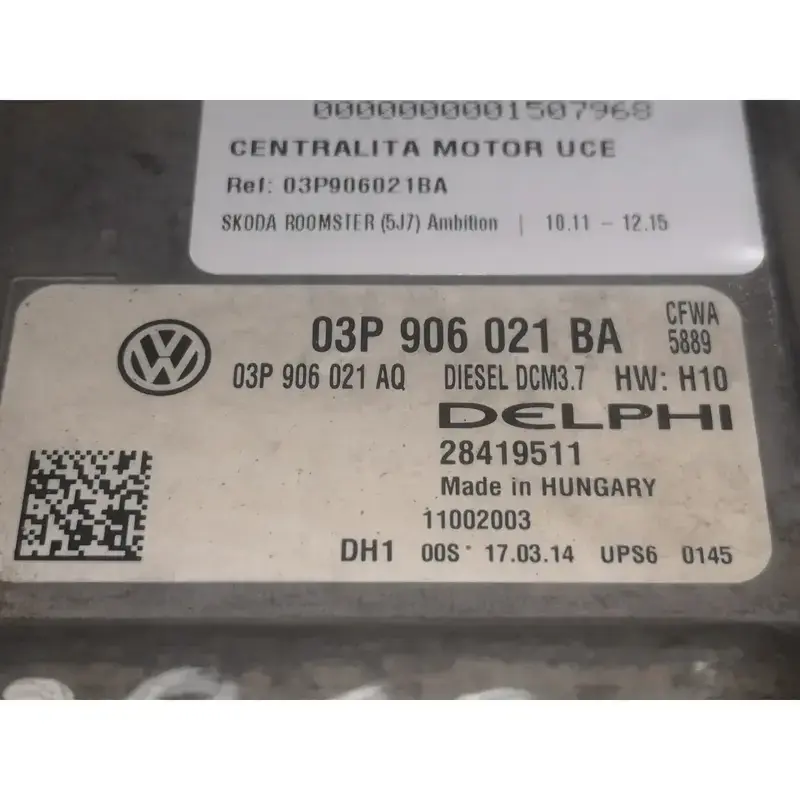 0000000001507968
CENTRALITA MOTOR UCE
Ref: 03P906021BA
SKODA ROOMSTER (5J7) Ambition | 10.11 - 12.15
03P 906 021 BA CFWA
5889
03P 906 021 AQ DIESEL DCM3.7 HW: H10
DELPHI
28419511
Made in HUNGARY
11002003
DH1 00S 17.03.14 UPS6 0145